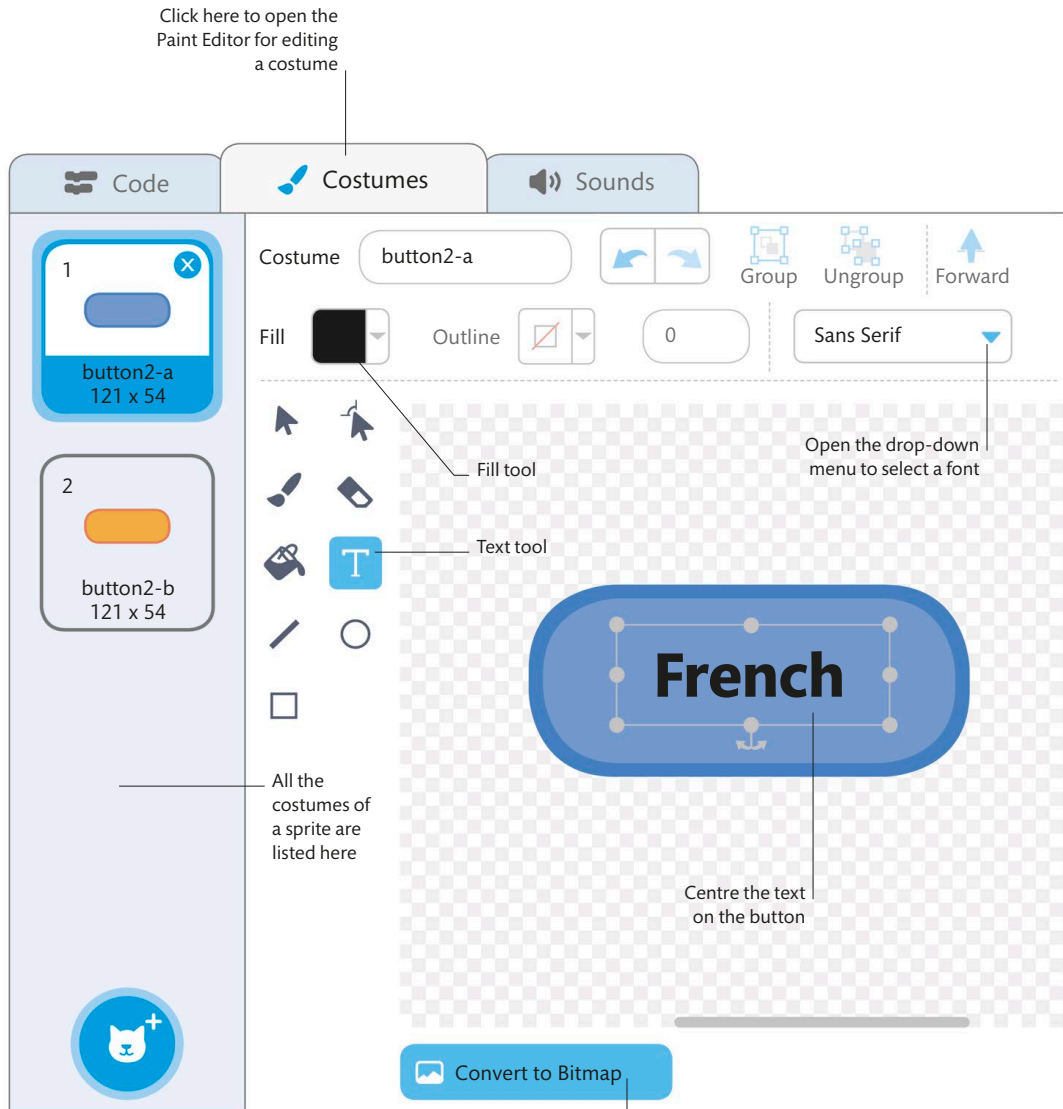 Click here to open the
Paint Editor for editing
a costume
Code
Costumes
Sounds
1
button2-a
121 x 54
2
button2-b
121 x 54
Costume
button2-a
Group
Ungroup
Forward
Fill
Outline
0
Sans Serif
Open the drop-down
menu to select a font
Fill tool
Text tool
T
French
All the
costumes of
a sprite are
listed here
Centre the text
on the button
Convert to Bitmap